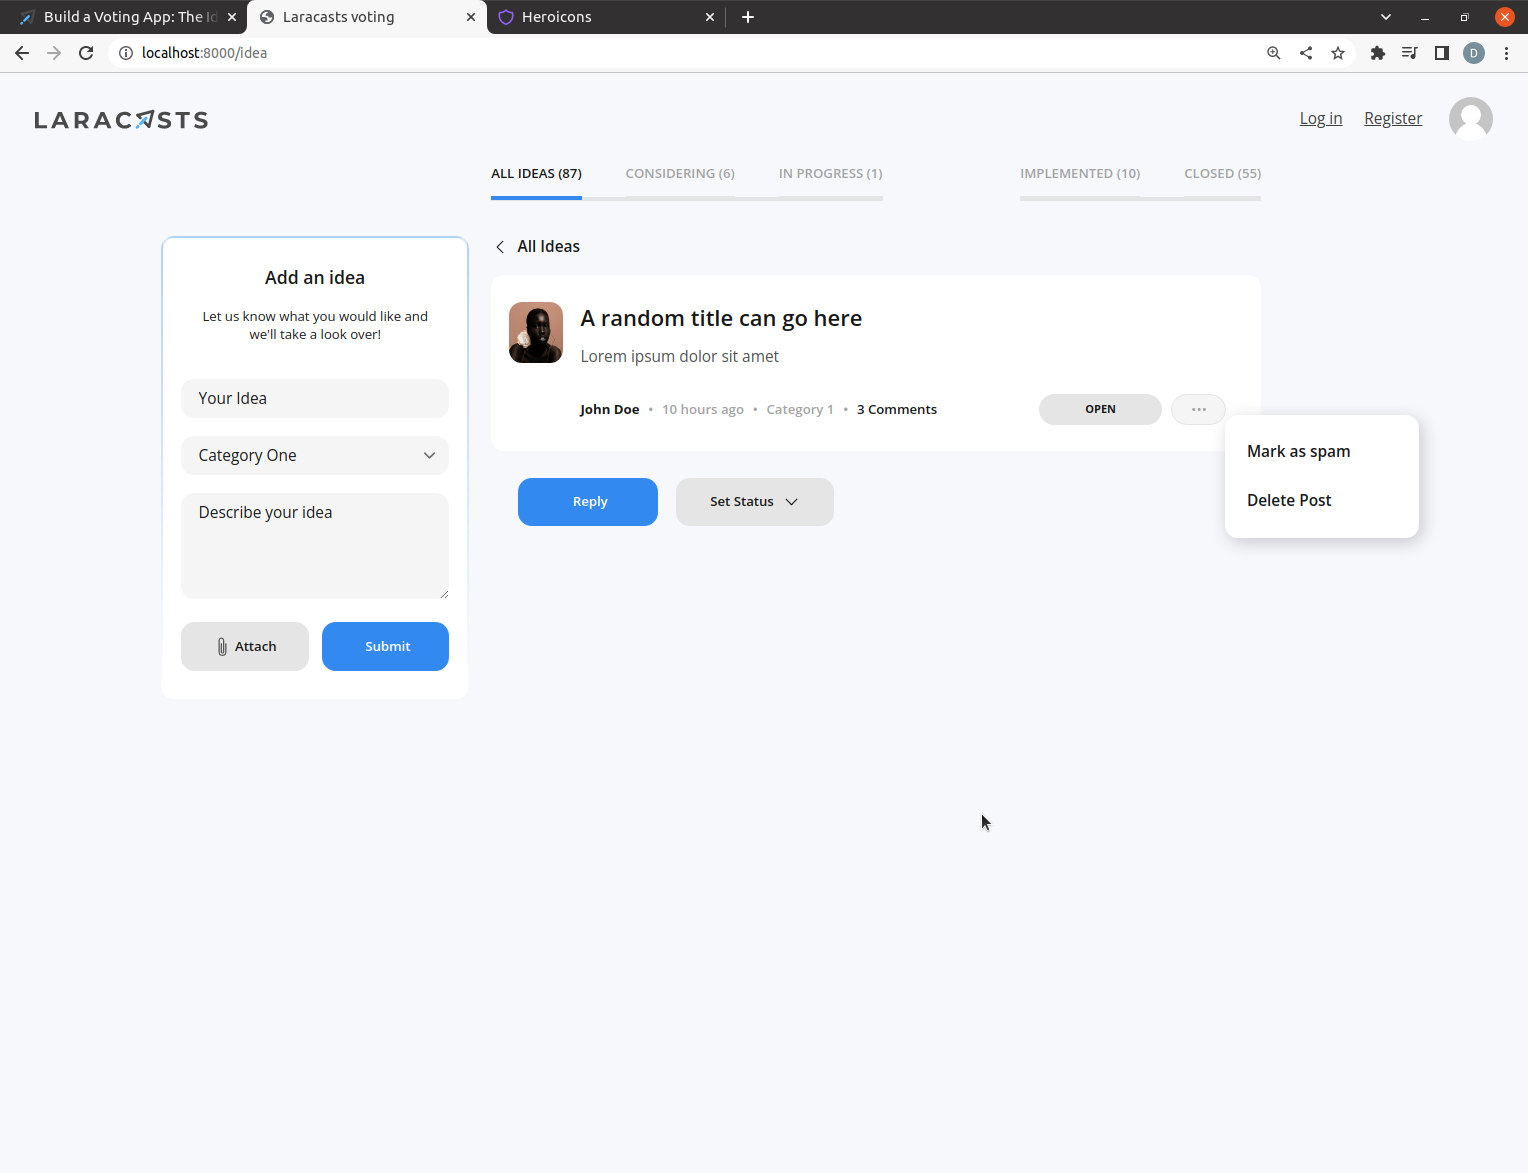 Build a Voting App: The Id
Laracasts voting
Heroicons
localhost:8000/idea
D
LARACASTS
Log in
Register
ALL IDEAS (87)
CONSIDERING (6)
IN PROGRESS (1)
IMPLEMENTED (10)
CLOSED (55)
All Ideas
Add an idea
Let us know what you would like and
we'll take a look over!
Your Idea
Category One
Describe your idea
Attach
Submit
A random title can go here
Lorem ipsum dolor sit amet
John Doe • 10 hours ago • Category 1 • 3 Comments
OPEN
Mark as spam
Delete Post
Reply
Set Status